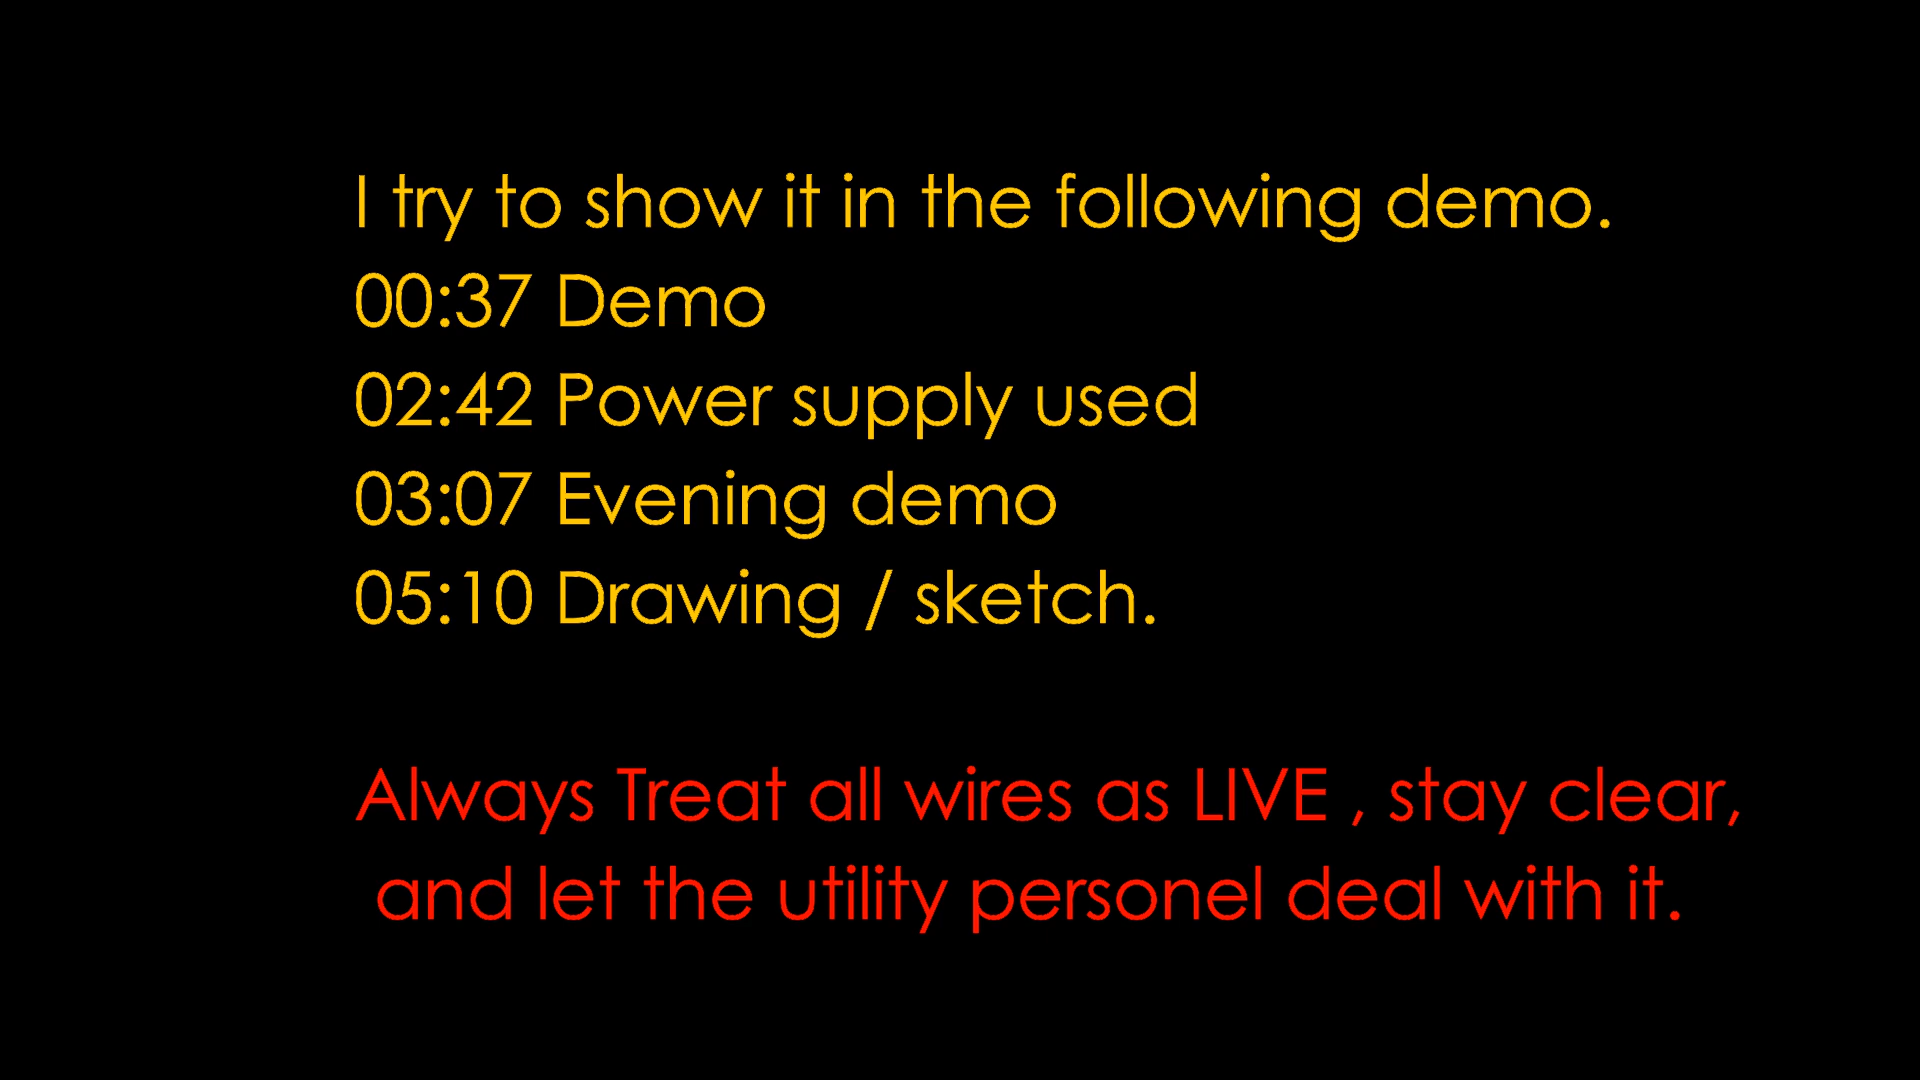 I try to show it in the following demo.
00:37 Demo
02:42 Power supply used
03:07 Evening demo
05:10 Drawing / sketch.
Always Treat all wires as LIVE , stay clear,
and let the utility personel deal with it.